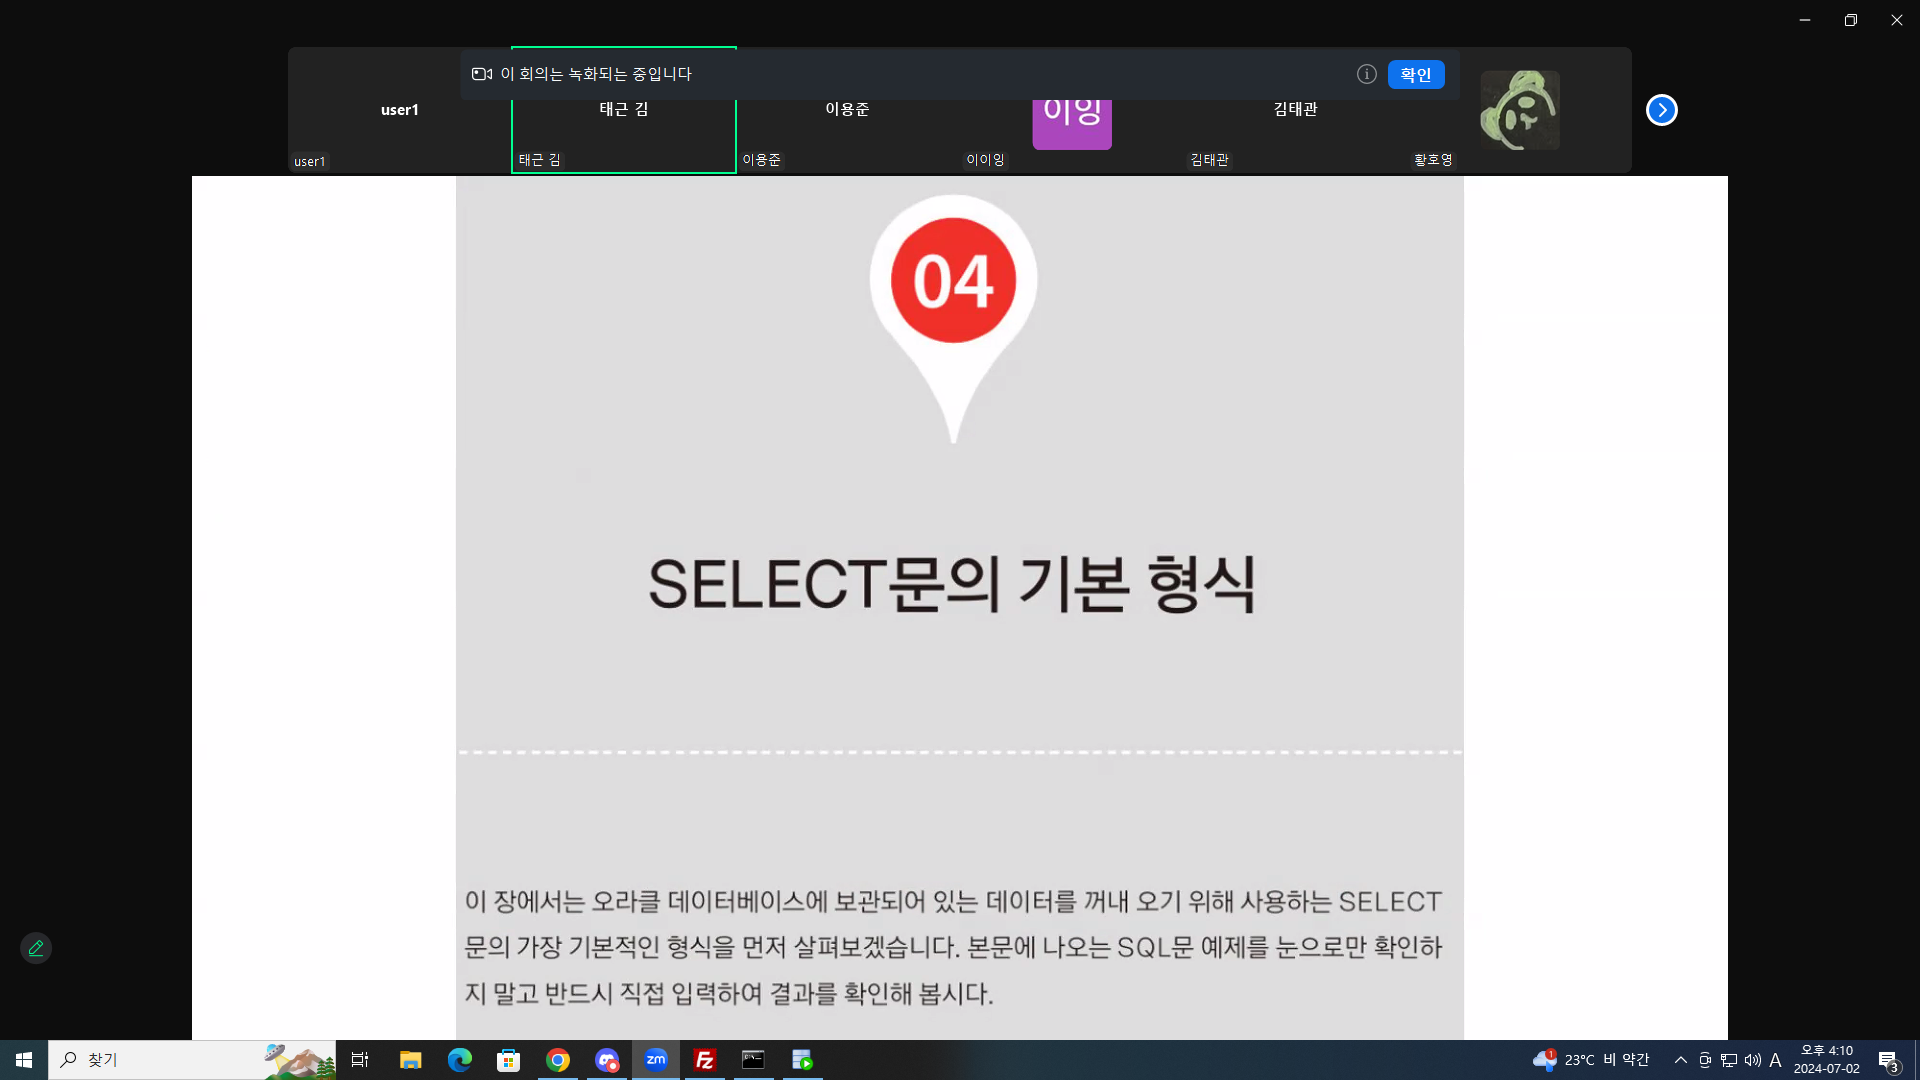 이 회의는 녹화되는 중입니다
확인
user1
태근 김
이용준
이잉
김태관
user1
태근 김
이용준
이이잉
김태관
황호영
04
SELECT문의 기본 형식
이 장에서는 오라클 데이터베이스에 보관되어 있는 데이터를 꺼내 오기 위해 사용하는 SELECT
문의 가장 기본적인 형식을 먼저 살펴보겠습니다. 본문에 나오는 SQL문 예제를 눈으로만 확인하
지 말고 반드시 직접 입력하여 결과를 확인해 봅시다.
찾기
zm
FZ
1
23°C 비 약간
A
오후 4:10
2024-07-02
3